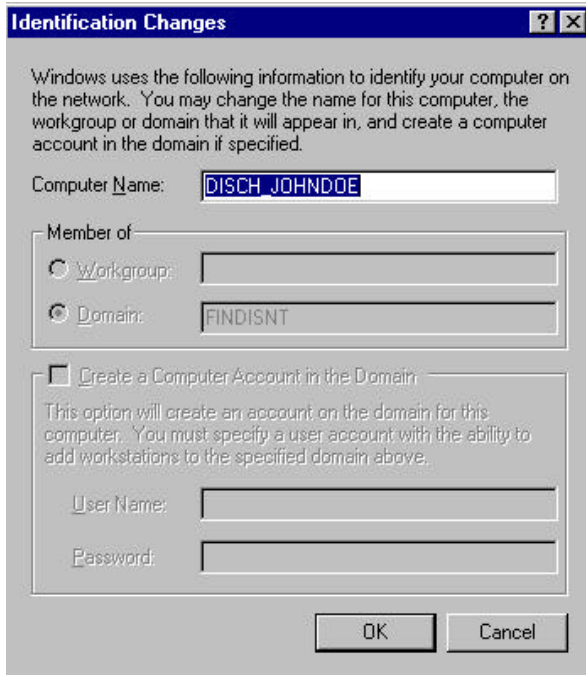 Identification Changes ? X
Windows uses the following information to identify your computer on
the network. You may change the name for this computer, the
workgroup or domain that it will appear in, and create a computer
account in the domain if specified.
Computer Name: DISCH_JOHNDOE
Member of
Workgroup:
Domain: FINDISNT
Create a Computer Account in the Domain
This option will create an account on the domain for this
computer. You must specify a user account with the ability to
add workstations to the specified domain above.
User Name:
Password:
OK Cancel